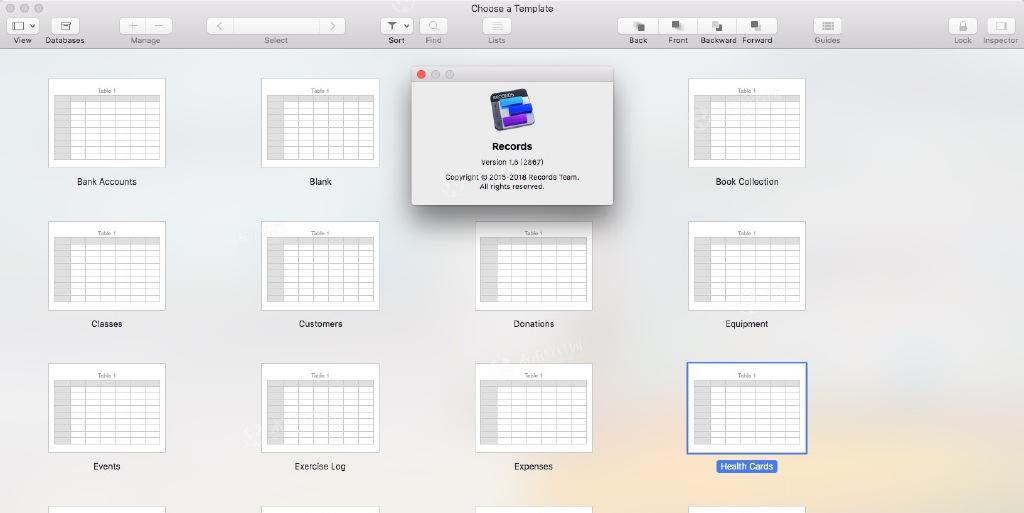 Choose a Template
View
Databases
Manage
Select
Sort
Find
Lists
Back
Front
Backward
Forward
Guides
Lock
Inspector
RECORDS
Records
Version 1.6 (2867)
Copyright © 2015-2018 Records Team.
All rights reserved.
Table 1
Bank Accounts
Table 1
Blank
Table 1
Book Collection
Table 1
Classes
Table 1
Customers
Table 1
Donations
Table 1
Equipment
Table 1
Events
Table 1
Exercise Log
Table 1
Expenses
Table 1
Health Cards